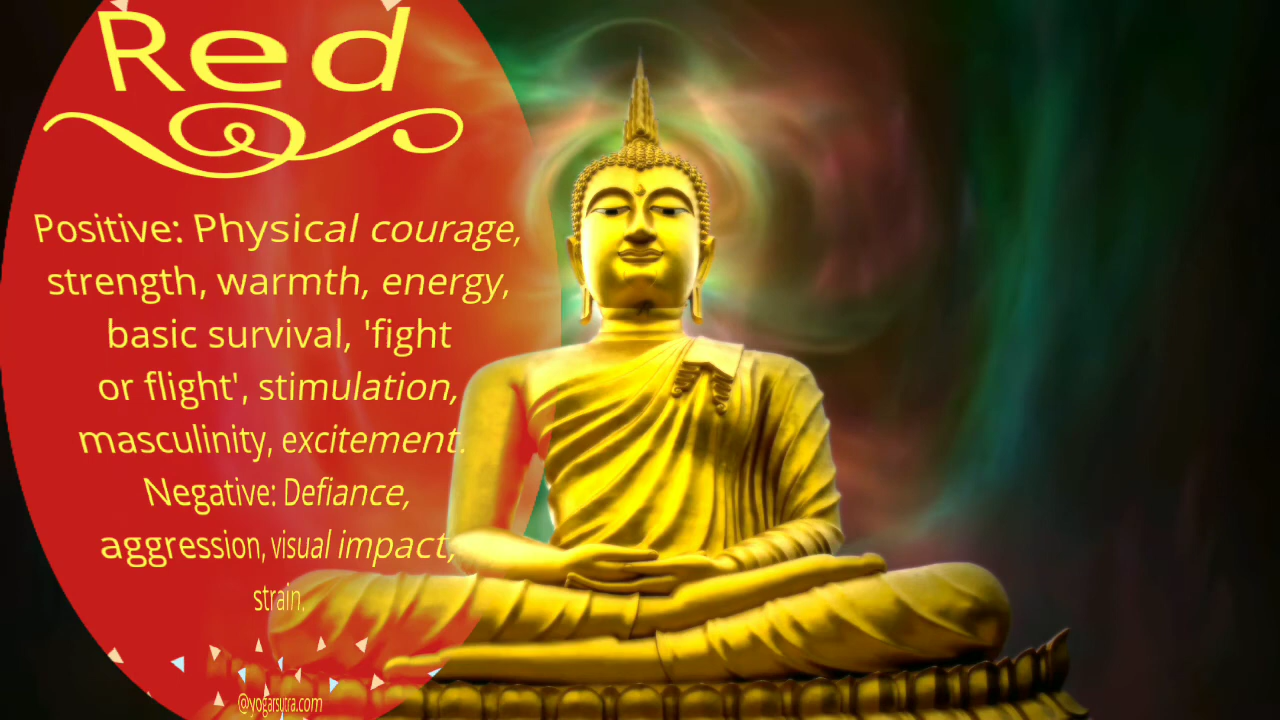 Red
Positive: Physical courage,
strength, warmth, energy,
basic survival, 'fight
or flight', stimulation,
masculinity, excitement.
Negative: Defiance,
aggression, visual impact,
strain.
@yogarsutra.com